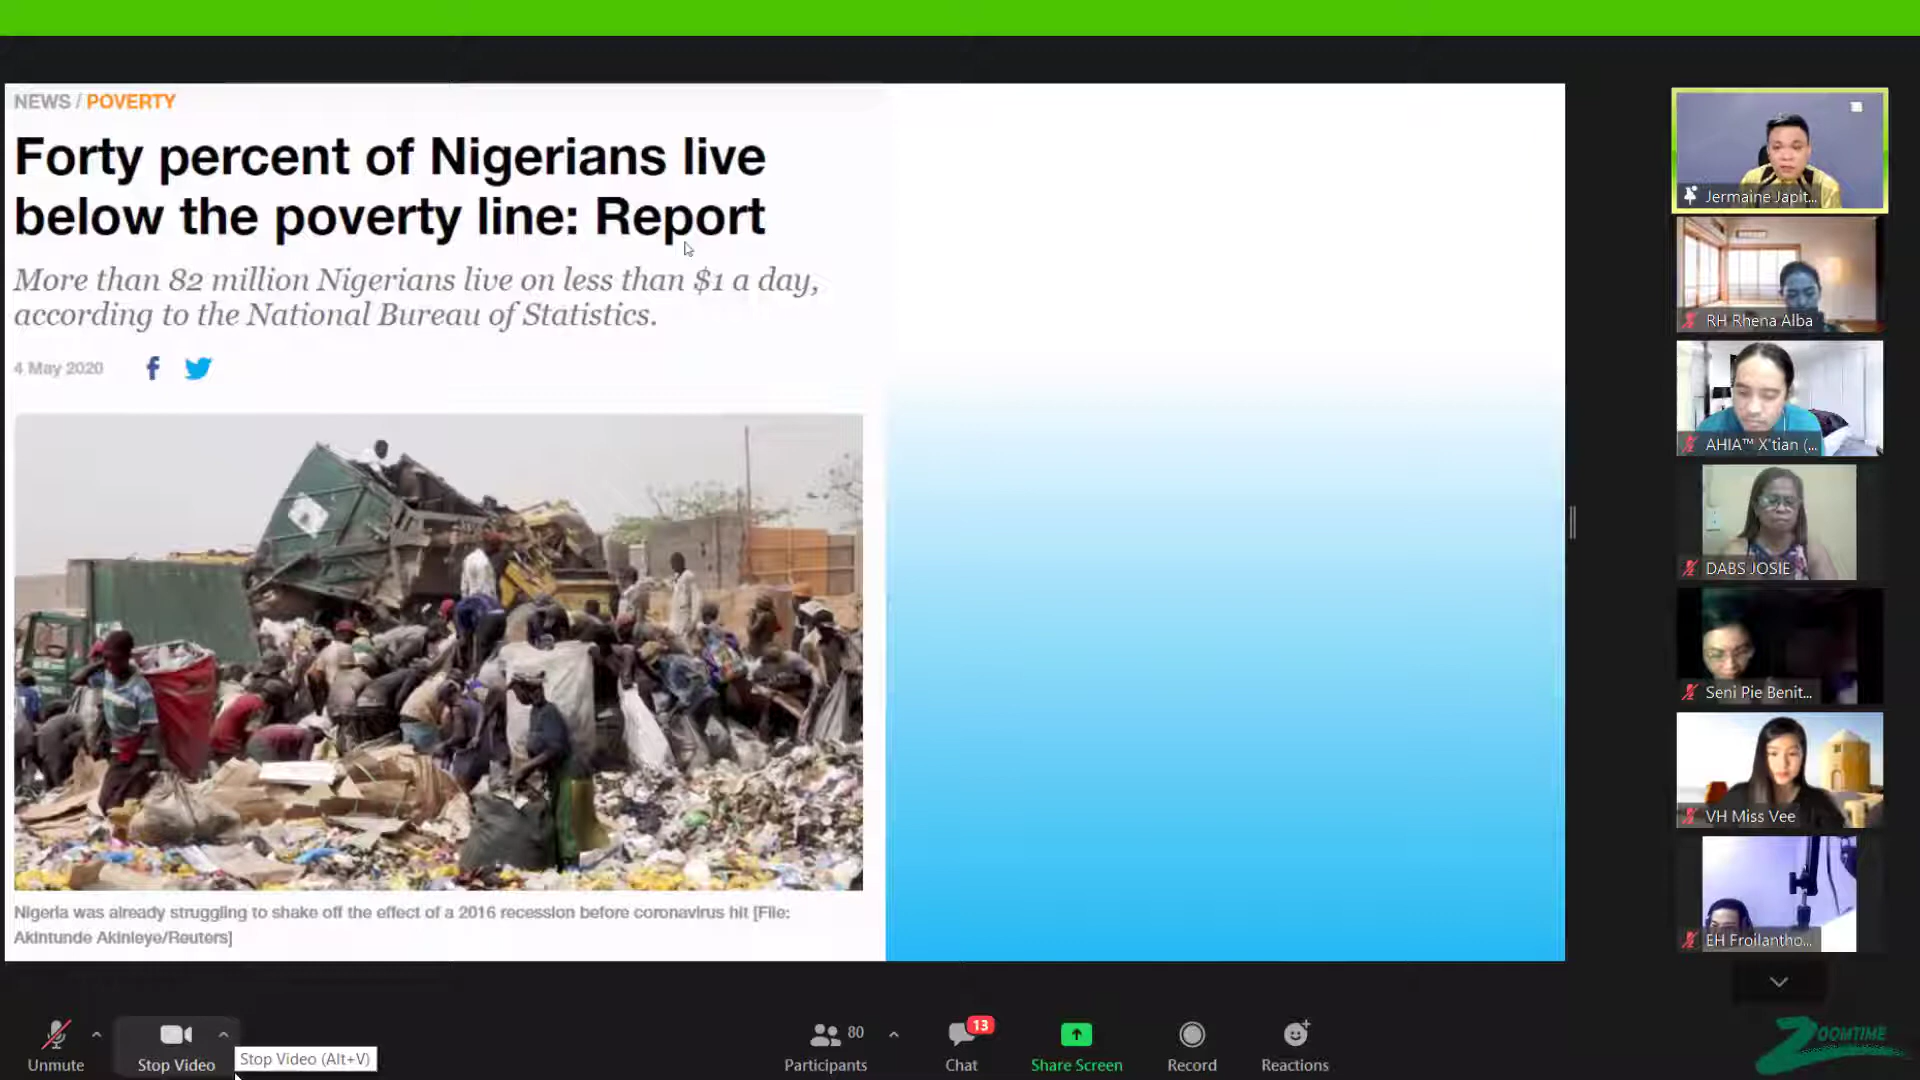 NEWS / POVERTY
Forty percent of Nigerians live
below the poverty line: Report
More than 82 million Nigerians live on less than $1 a day,
according to the National Bureau of Statistics.
4 May 2020
Nigeria was already struggling to shake off the effect of a 2016 recession before coronavirus hit [File:
Akintunde Akinleye/Reuters]
Jermaine Japit...
RH Rhena Alba
AHIA™ X'tian (...
DABS JOSIE
Seni Pie Benit...
VH Miss Vee
EH Froilantho...
Unmute
Stop Video
Stop Video (Alt+V)
80
Participants
13
Chat
Share Screen
Record
Reactions
ZOOMTIME